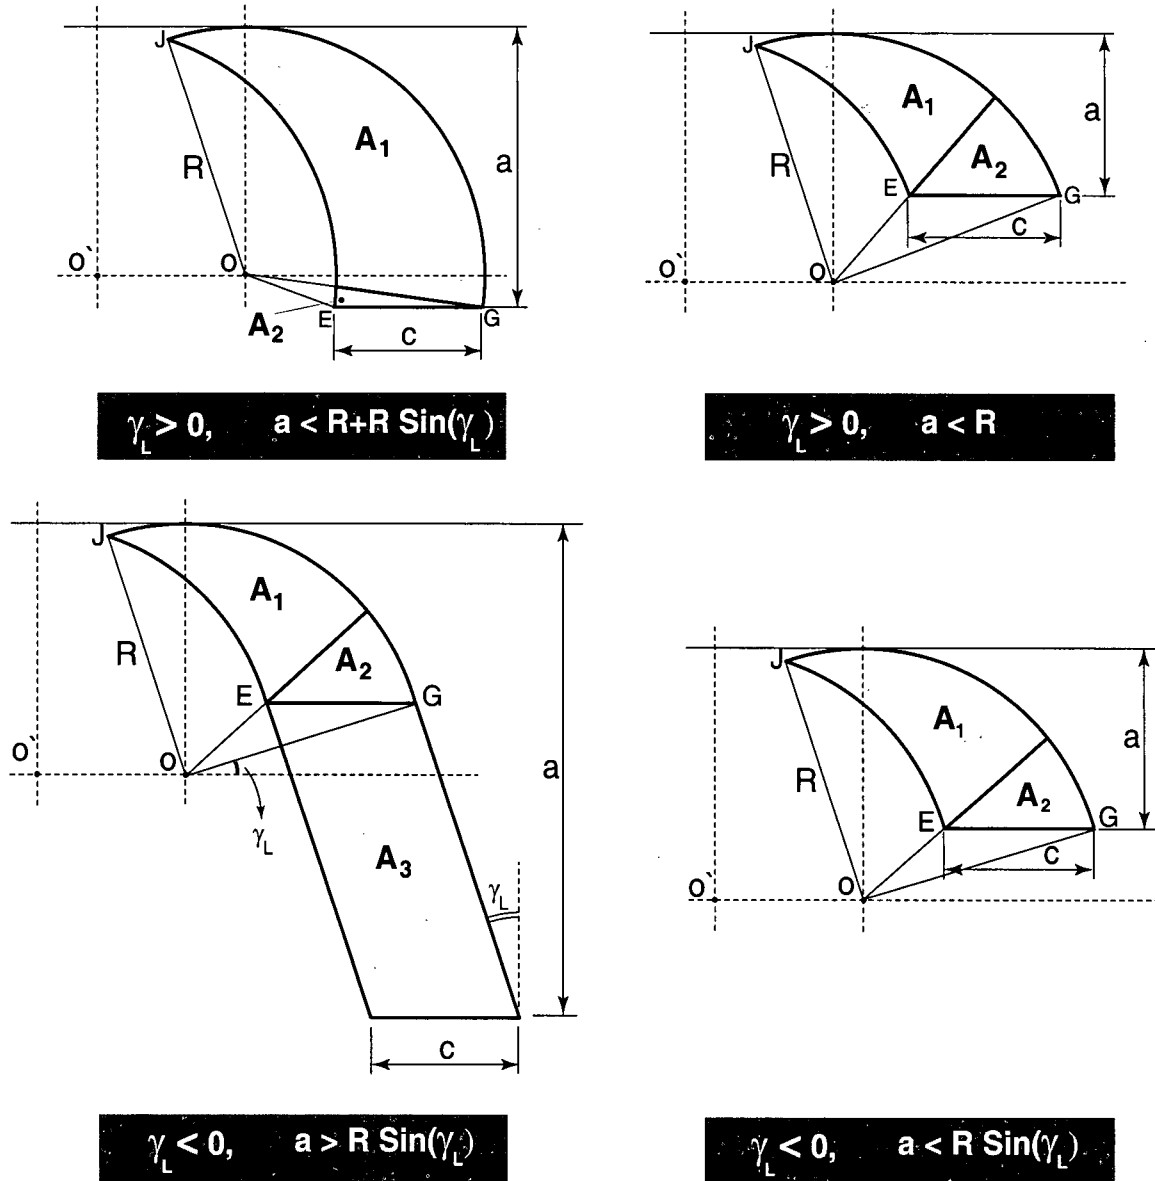 J
R
A₁
a
o`
o
A₂
E
G
c
γL > 0, a < R+R Sin(γL)
J
A₁
a
R
A₂
E
G
c
o`
o
γL > 0, a < R
J
A₁
R
A₂
E
G
o`
o
a
γL
A₃
γL
c
γL < 0, a > R Sin(γL)
J
A₁
a
R
A₂
E
G
c
o`
o
γL < 0, a < R Sin(γL)